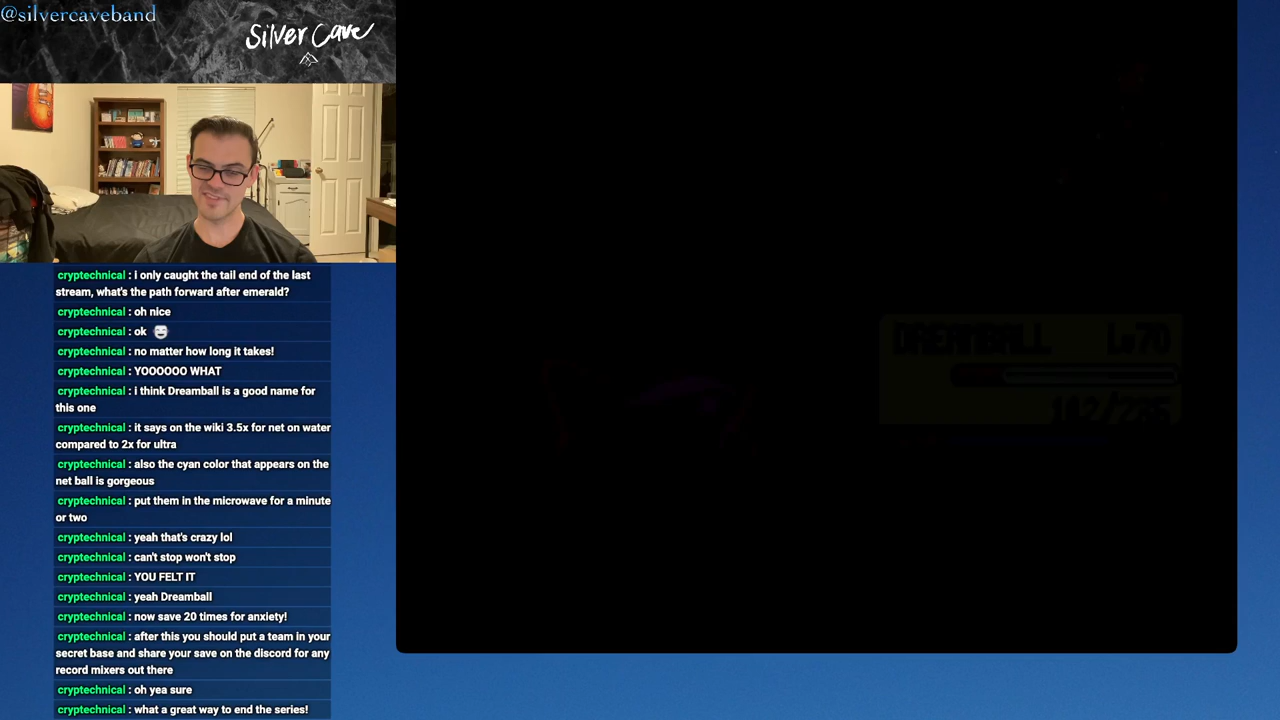 @silvercaveband
Silver Cave
cryptechnical : i only caught the tail end of the last
stream, what's the path forward after emerald?
cryptechnical : oh nice
cryptechnical : ok
cryptechnical : no matter how long it takes!
cryptechnical : YOOOOOO WHAT
cryptechnical : i think Dreamball is a good name for
this one
cryptechnical : it says on the wiki 3.5x for net on water
compared to 2x for ultra
cryptechnical : also the cyan color that appears on the
net ball is gorgeous
cryptechnical : put them in the microwave for a minute
or two
cryptechnical : yeah that's crazy lol
cryptechnical : can't stop won't stop
cryptechnical : YOU FELT IT
cryptechnical : yeah Dreamball
cryptechnical : now save 20 times for anxiety!
cryptechnical : after this you should put a team in your
secret base and share your save on the discord for any
record mixers out there
cryptechnical : oh yea sure
cryptechnical : what a great way to end the series!
DREAMBALL Lv70